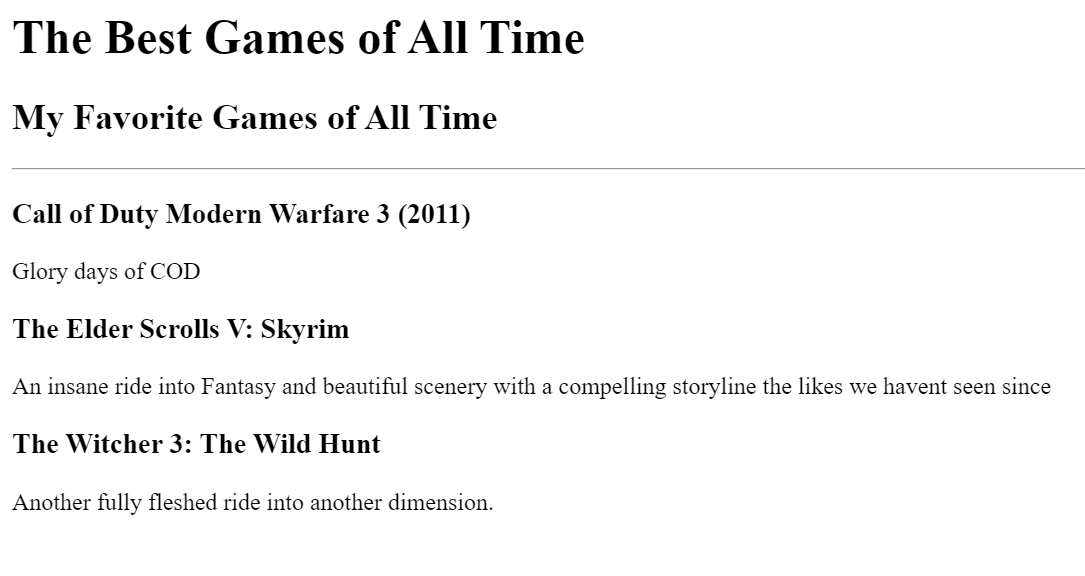 The Best Games of All Time
My Favorite Games of All Time
Call of Duty Modern Warfare 3 (2011)
Glory days of COD
The Elder Scrolls V: Skyrim
An insane ride into Fantasy and beautiful scenery with a compelling storyline the likes we havent seen since
The Witcher 3: The Wild Hunt
Another fully fleshed ride into another dimension.